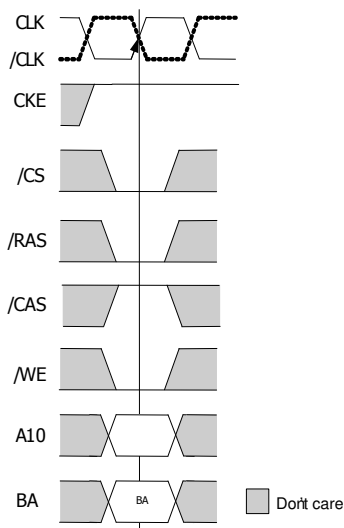 CLK
/CLK
CKE
/CS
/RAS
/CAS
/WE
A10
BA
BA
Don't care